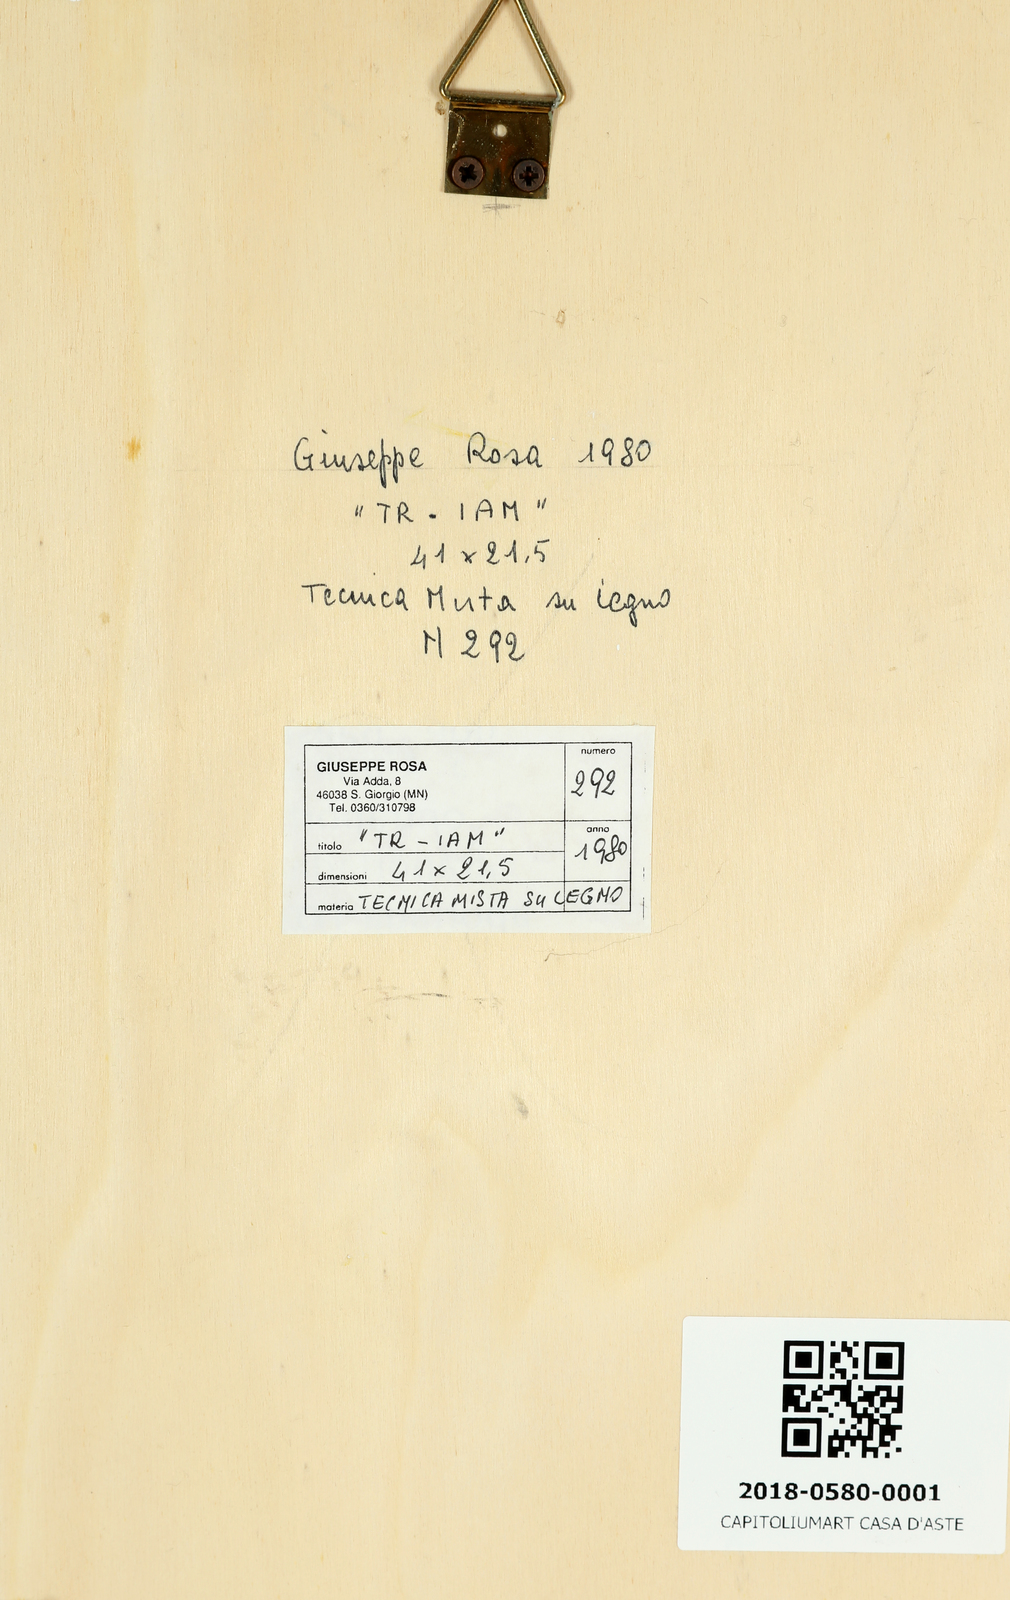 Giuseppe Rosa 1980
"TR - IAM"
41 x 21,5
Tecnica Mista su legno
N 292
GIUSEPPE ROSA
Via Adda, 8
46038 S. Giorgio (MN)
Tel. 0360/310798
numero
292
titolo "TR - IAM"
anno
1980
dimensioni 41 x 21,5
materia TECNICA MISTA SU LEGNO
2018-0580-0001
CAPITOLIUMART CASA D'ASTE